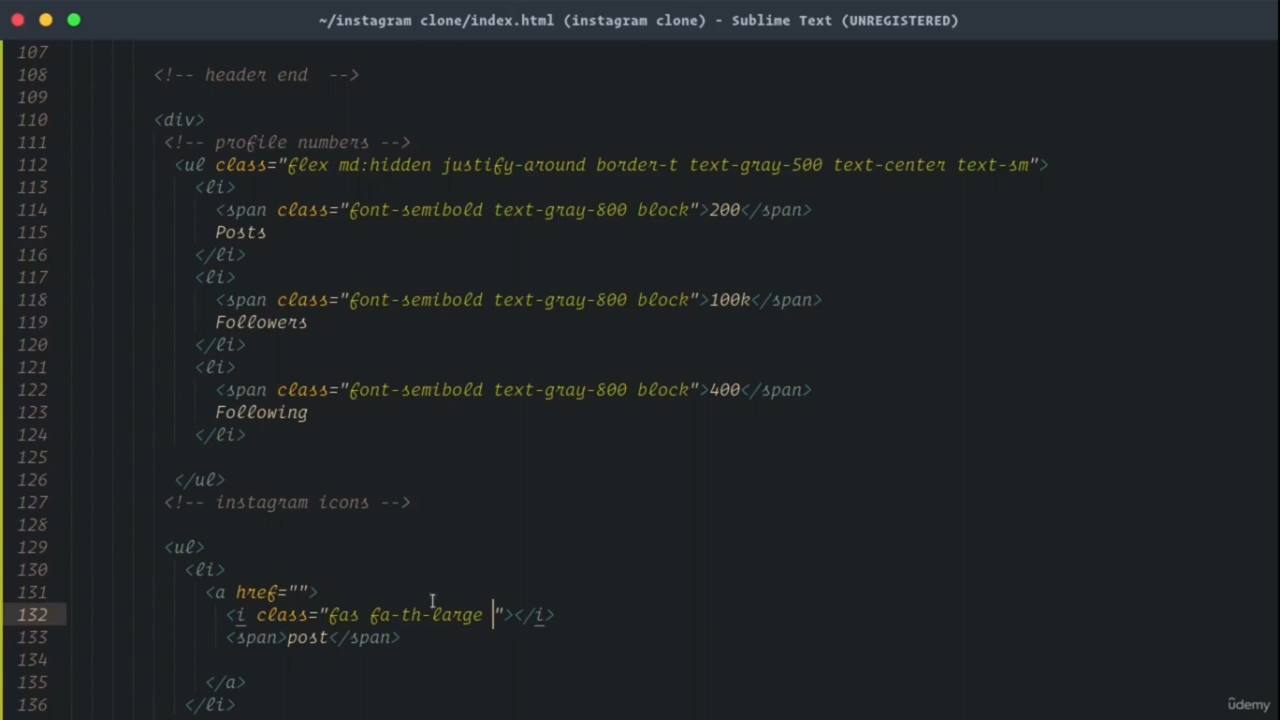 ~/instagram clone/index.html (instagram clone) - Sublime Text (UNREGISTERED)
107
108 <!-- header end  -->
109
110 <div>
111 <!-- profile numbers -->
112 <ul class="flex md:hidden justify-around border-t text-gray-500 text-center text-sm">
113 <li>
114 <span class="font-semibold text-gray-800 block">200</span>
115 Posts
116 </li>
117 <li>
118 <span class="font-semibold text-gray-800 block">100k</span>
119 Followers
120 </li>
121 <li>
122 <span class="font-semibold text-gray-800 block">400</span>
123 Following
124 </li>
125
126 </ul>
127 <!-- instagram icons -->
128
129 <ul>
130 <li>
131 <a href="">
132 <i class="fas fa-th-large "></i>
133 <span>post</span>
134
135 </a>
136 </li>
ûdemy